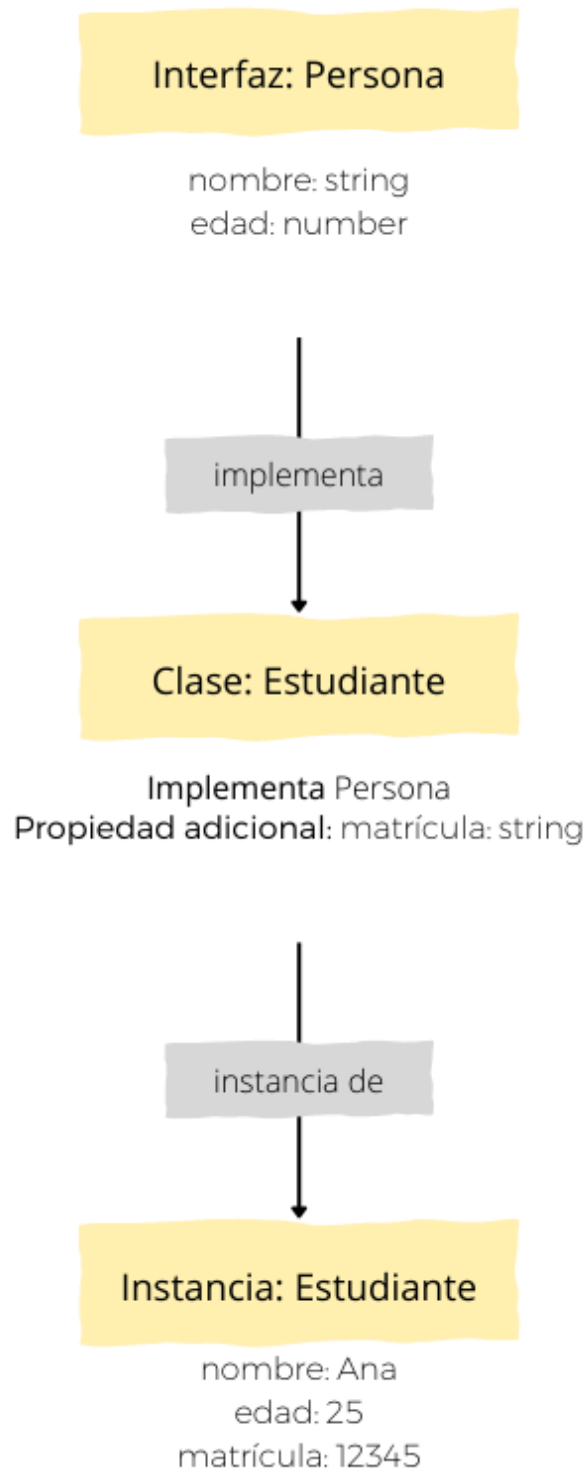 Interfaz: Persona
nombre: string
edad: number
implementa
Clase: Estudiante
Implementa Persona
Propiedad adicional: matrícula: string
instancia de
Instancia: Estudiante
nombre: Ana
edad: 25
matrícula: 12345